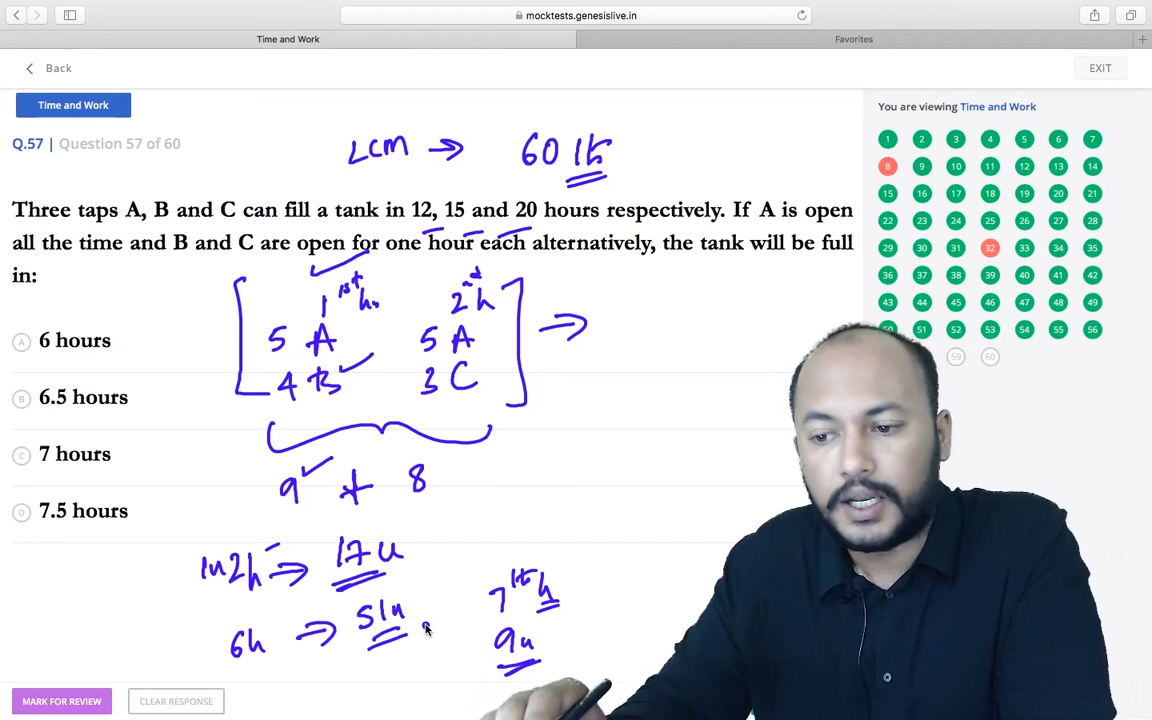 mocktests.genesislive.in
Time and Work
Favorites
Back
EXIT
Time and Work
You are viewing Time and Work
Q.57 | Question 57 of 60
LCM → 60 ltr
Three taps A, B and C can fill a tank in 12, 15 and 20 hours respectively. If A is open
all the time and B and C are open for one hour each alternatively, the tank will be full
in:
1st h. 2nd h
5 A 5 A →
4 B 3 C
9 + 8
In 2h ⇒ 17 u
6h ⇒ 51u
7th h
9u
A 6 hours
B 6.5 hours
C 7 hours
D 7.5 hours
1 2 3 4 5 6 7
8 9 10 11 12 13 14
15 16 17 18 19 20 21
22 23 24 25 26 27 28
29 30 31 32 33 34 35
36 37 38 39 40 41 42
43 44 45 46 47 48 49
50 51 52 53 54 55 56
59 60
MARK FOR REVIEW
CLEAR RESPONSE